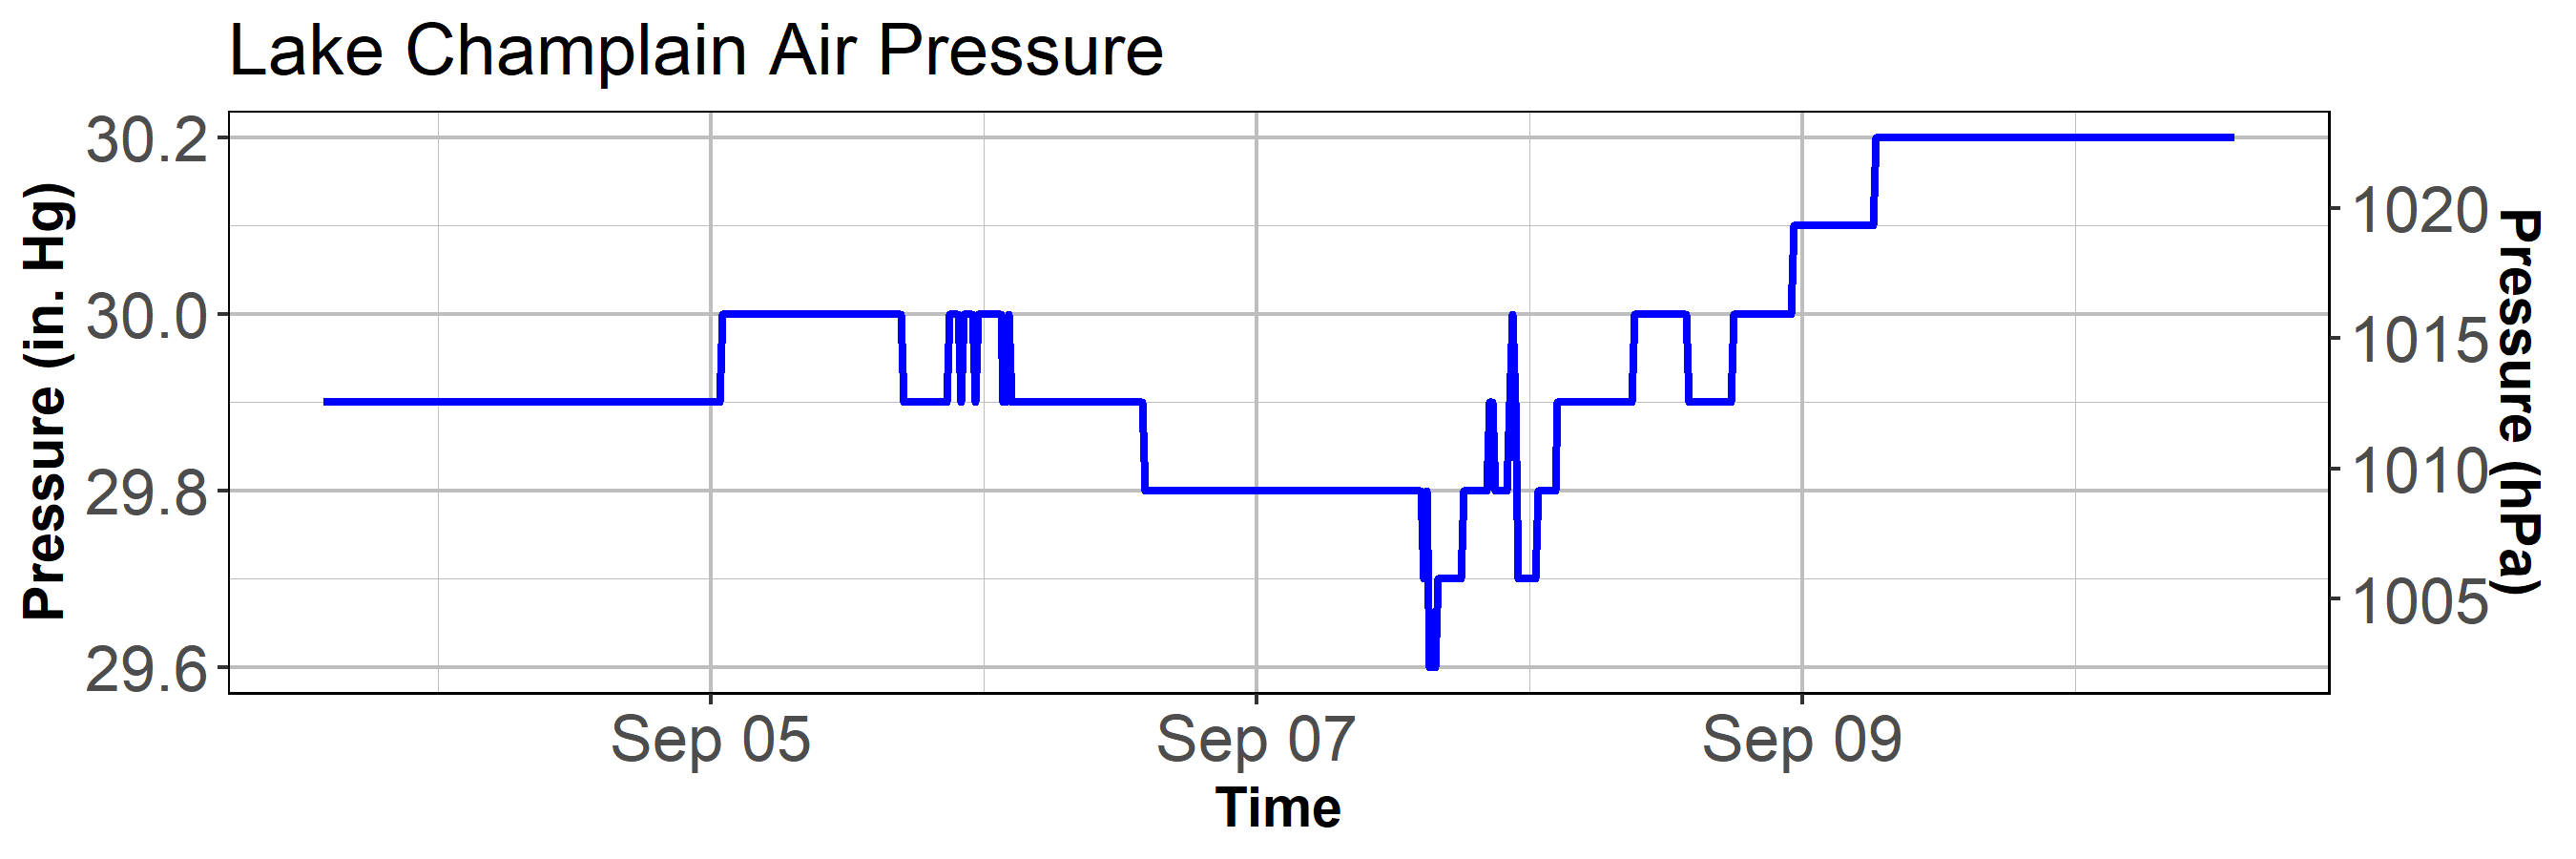 Lake Champlain Air Pressure
30.2
30.0
29.8
29.6
Pressure (in. Hg)
1020
1015
1010
1005
Pressure (hPa)
Sep 05
Sep 07
Sep 09
Time